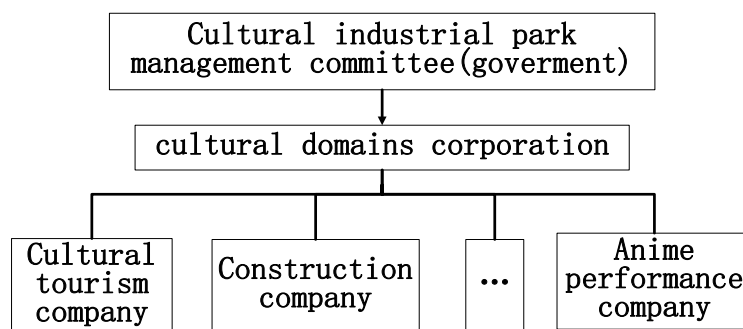 Cultural industrial park
management committee(goverment)
cultural domains corporation
Cultural
tourism
company
Construction
company
…
Anime
performance
company